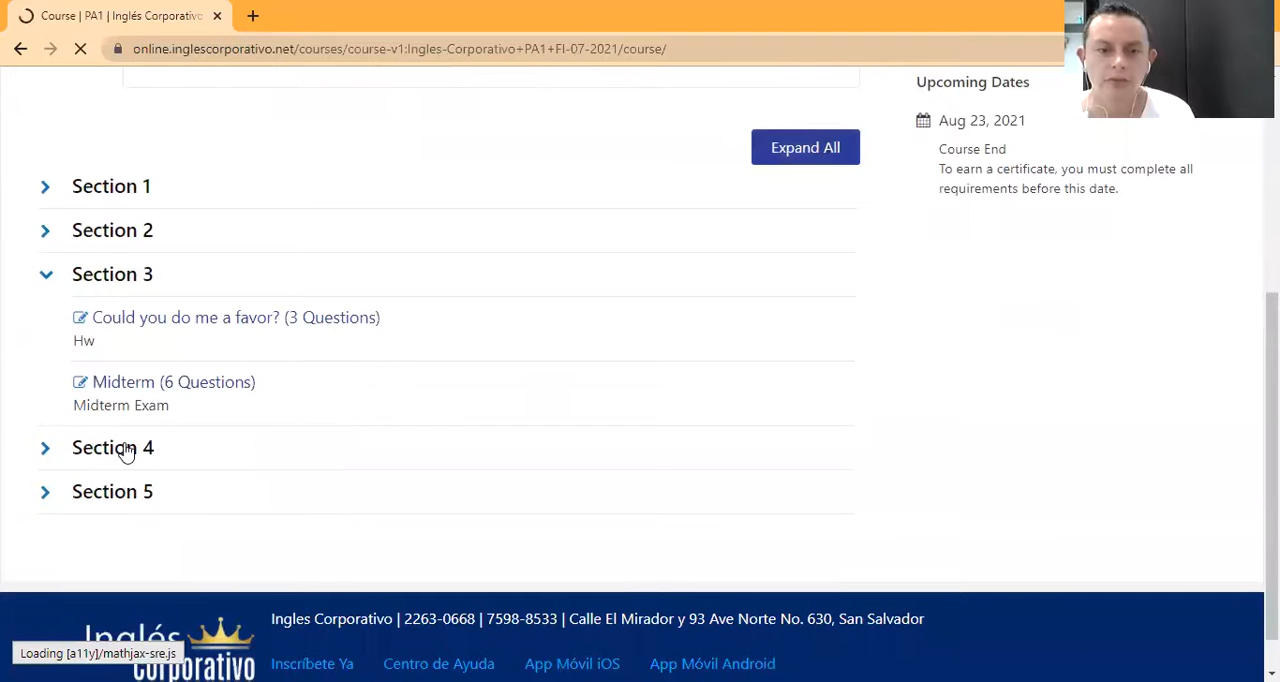 Course | PA1 | Inglés Corporativo
online.inglescorporativo.net/courses/course-v1:Ingles-Corporativo+PA1+FI-07-2021/course/
Upcoming Dates
Aug 23, 2021
Course End
To earn a certificate, you must complete all
requirements before this date.
Expand All
Section 1
Section 2
Section 3
Could you do me a favor? (3 Questions)
Hw
Midterm (6 Questions)
Midterm Exam
Section 4
Section 5
Inglés
corporativo
Ingles Corporativo | 2263-0668 | 7598-8533 | Calle El Mirador y 93 Ave Norte No. 630, San Salvador
Inscríbete Ya
Centro de Ayuda
App Móvil iOS
App Móvil Android
Loading [a11y]/mathjax-sre.js